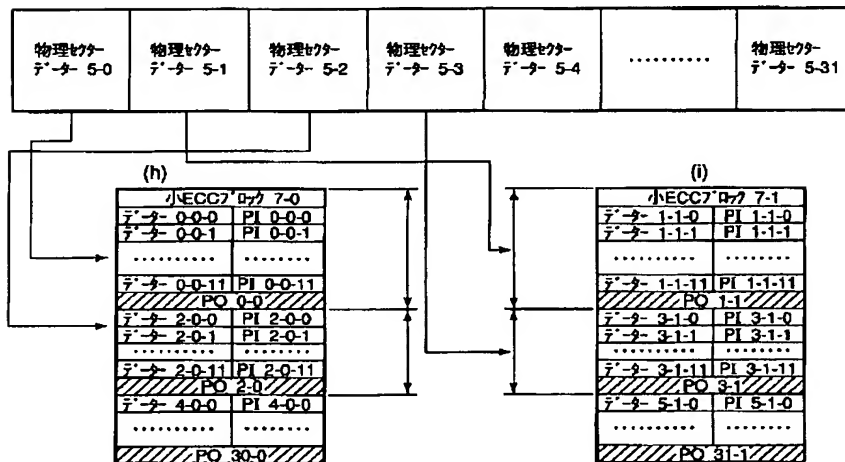 物理セクター
データー 5-0
物理セクター
データー 5-1
物理セクター
データー 5-2
物理セクター
データー 5-3
物理セクター
データー 5-4
………
物理セクター
データー 5-31
(h)
小ECCブロック 7-0
データー 0-0-0 PI 0-0-0
データー 0-0-1 PI 0-0-1
……… ………
データー 0-0-11 PI 0-0-11
PO 0-0
データー 2-0-0 PI 2-0-0
データー 2-0-1 PI 2-0-1
……… ………
データー 2-0-11 PI 2-0-11
PO 2-0
データー 4-0-0 PI 4-0-0
……… ………
PO 30-0
(i)
小ECCブロック 7-1
データー 1-1-0 PI 1-1-0
データー 1-1-1 PI 1-1-1
……… ………
データー 1-1-11 PI 1-1-11
PO 1-1
データー 3-1-0 PI 3-1-0
データー 3-1-1 PI 3-1-1
……… ………
データー 3-1-11 PI 3-1-11
PO 3-1
データー 5-1-0 PI 5-1-0
……… ………
PO 31-1